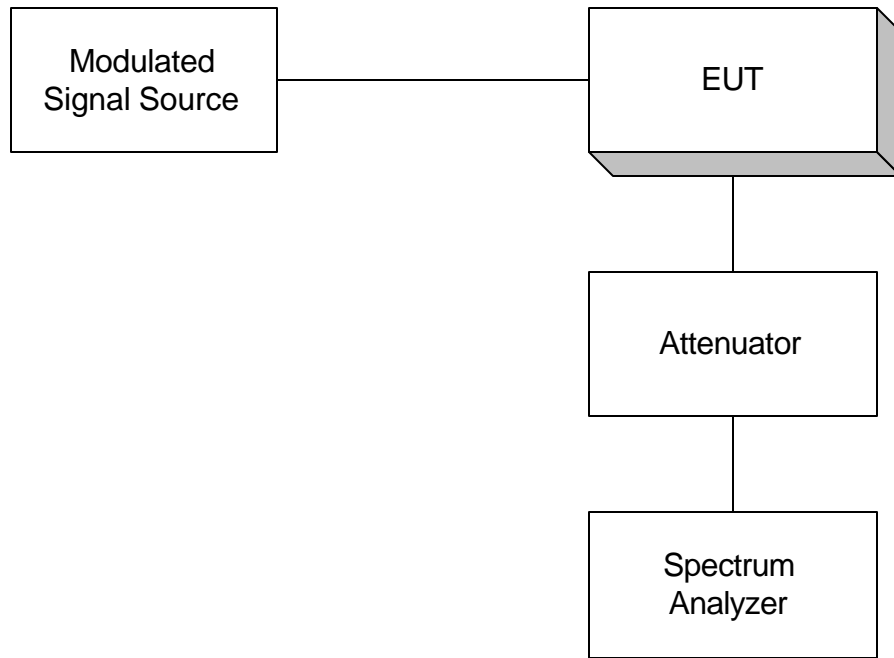 Modulated
Signal Source
EUT
Attenuator
Spectrum
Analyzer